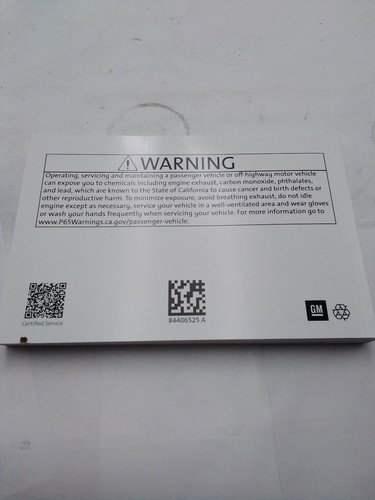 WARNING
Operating, servicing and maintaining a passenger vehicle or off-highway motor vehicle
can expose you to chemicals including engine exhaust, carbon monoxide, phthalates,
and lead, which are known to the State of California to cause cancer and birth defects or
other reproductive harm. To minimize exposure, avoid breathing exhaust, do not idle
engine except as necessary, service your vehicle in a well-ventilated area and wear gloves
or wash your hands frequently when servicing your vehicle. For more information go to
www.P65Warnings.ca.gov/passenger-vehicle.
Certified Service
84406525 A
GM